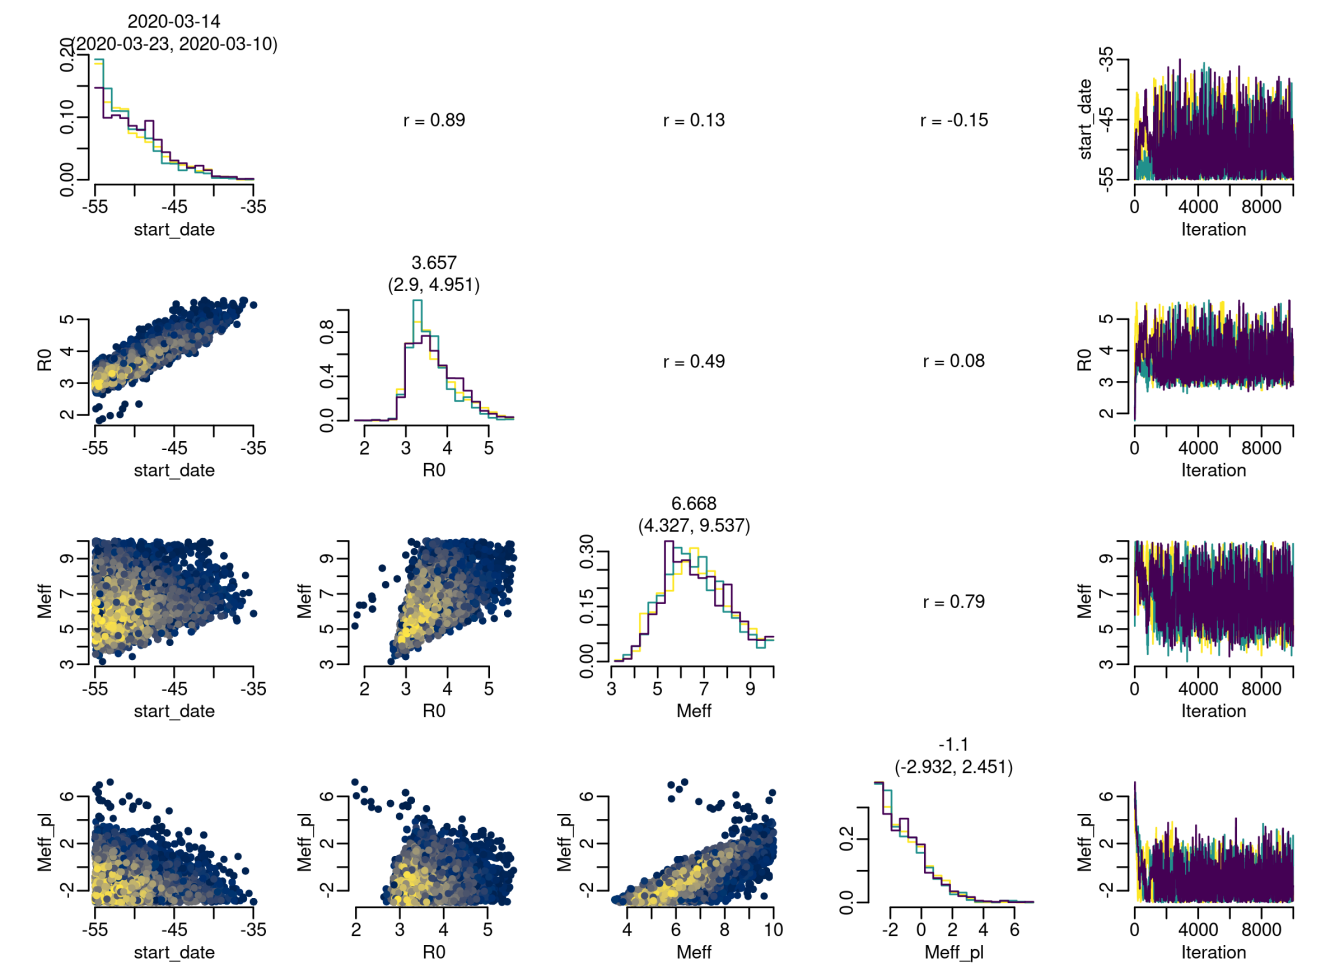 2020-03-14
(2020-03-23, 2020-03-10)
0.00 0.10 0.20
-55 -45 -35
start_date
r = 0.89
r = 0.13
r = -0.15
start_date
-55 -45 -35
0 4000 8000
Iteration
R0
2 3 4 5
-55 -45 -35
start_date
3.657
(2.9, 4.951)
0.0 0.4 0.8
2 3 4 5
R0
r = 0.49
r = 0.08
R0
2 3 4 5
0 4000 8000
Iteration
Meff
3 5 7 9
-55 -45 -35
start_date
Meff
3 5 7 9
2 3 4 5
R0
6.668
(4.327, 9.537)
0.00 0.15 0.30
3 5 7 9
Meff
r = 0.79
Meff
3 5 7 9
0 4000 8000
Iteration
Meff_pl
-2 2 6
-55 -45 -35
start_date
Meff_pl
-2 2 6
2 3 4 5
R0
Meff_pl
-2 2 6
4 6 8 10
Meff
-1.1
(-2.932, 2.451)
0.0 0.2
-2 0 2 4 6
Meff_pl
Meff_pl
-2 2 6
0 4000 8000
Iteration